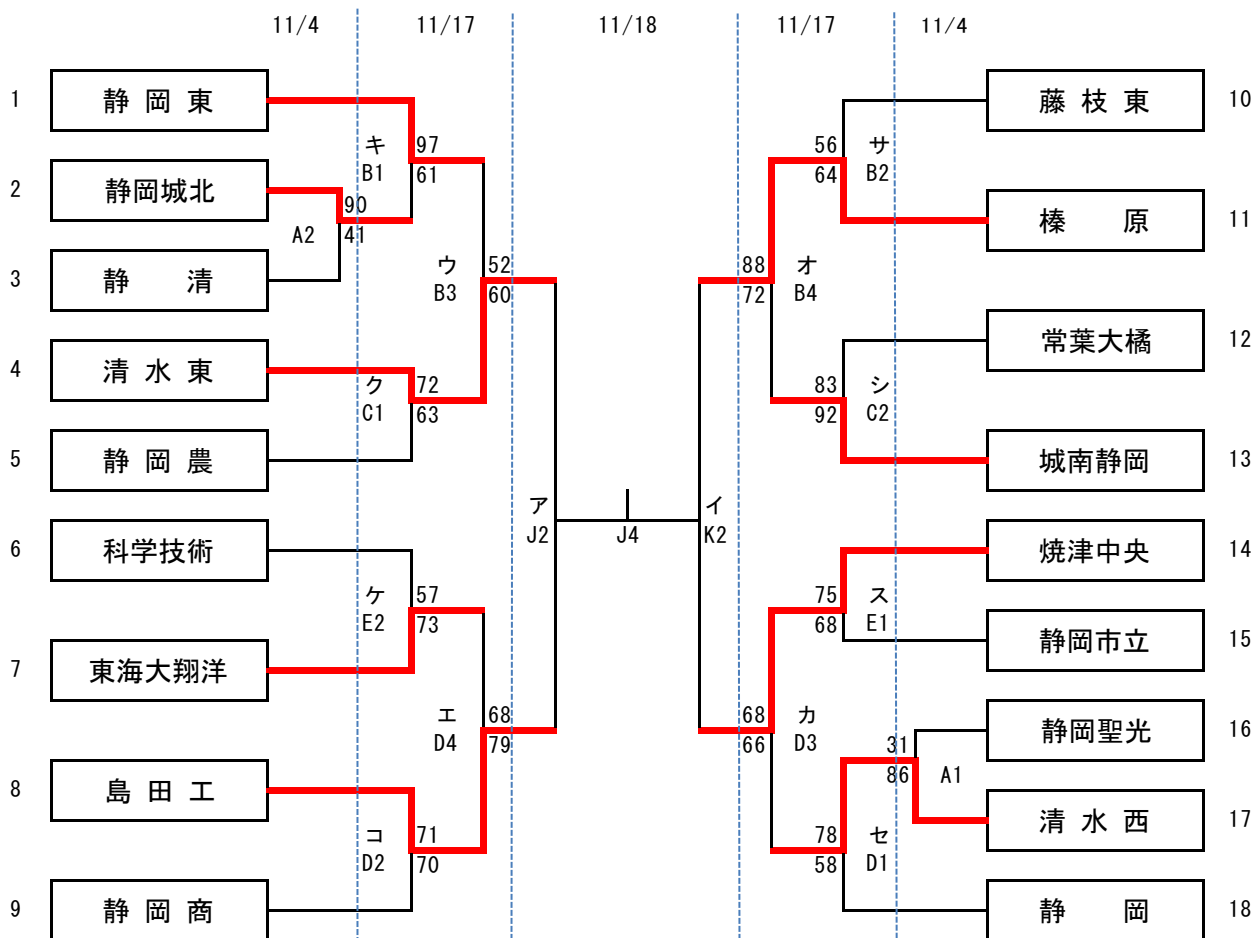 11/4 11/17 11/18 11/17 11/4
1 静岡東 藤枝東 10
キ 97 56 サ
B1 61 64 B2
2 静岡城北 90
A2 41
榛原 11
3 静清
ウ 52 88 オ
B3 60 72 B4
常葉大橘 12
4 清水東
ク 72 83 シ
C1 63 92 C2
5 静岡農 城南静岡 13
ア イ
J2 J4 K2
6 科学技術 焼津中央 14
ケ 57 75 ス
E2 73 68 E1
静岡市立 15
7 東海大翔洋
エ 68 68 カ
D4 79 66 D3
静岡聖光 16
31
86 A1
8 島田工
清水西 17
コ 71 78 セ
D2 70 58 D1
9 静岡商 静岡 18